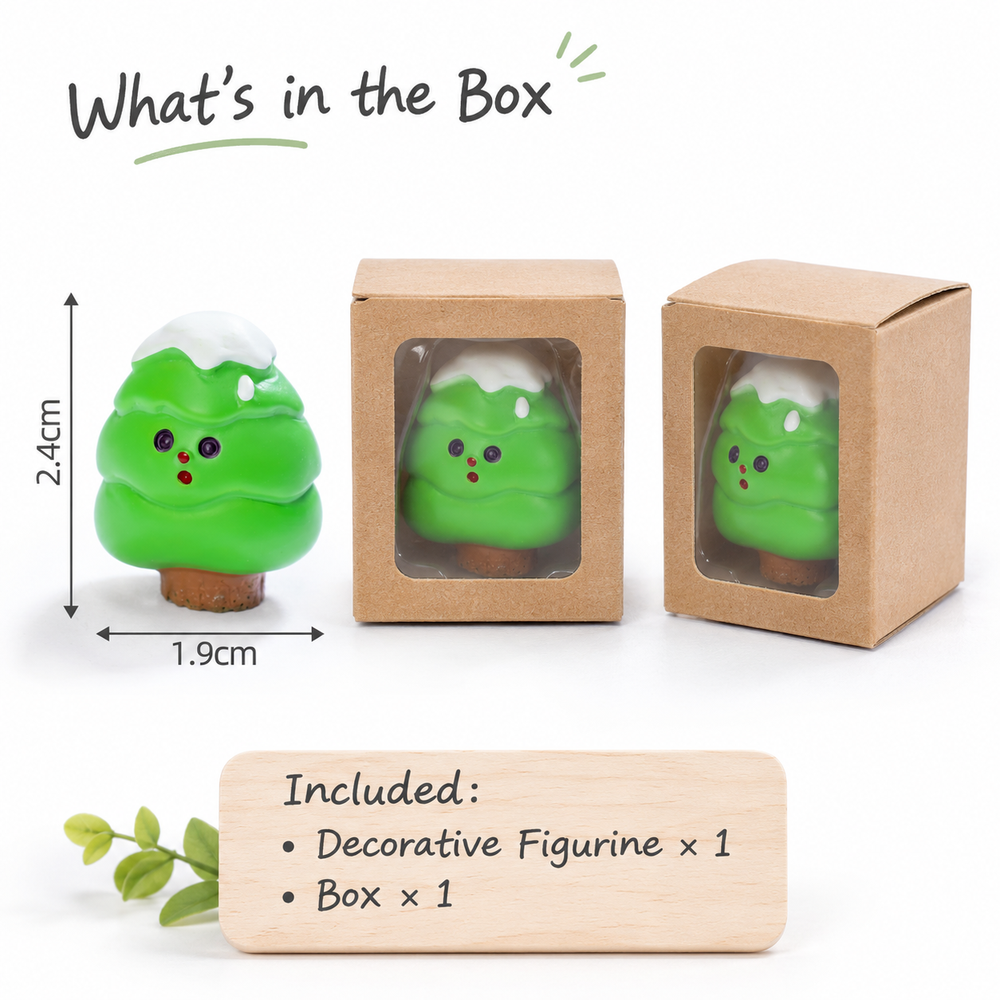 What's in the Box
2.4cm
1.9cm
Included:
• Decorative Figurine × 1
• Box × 1